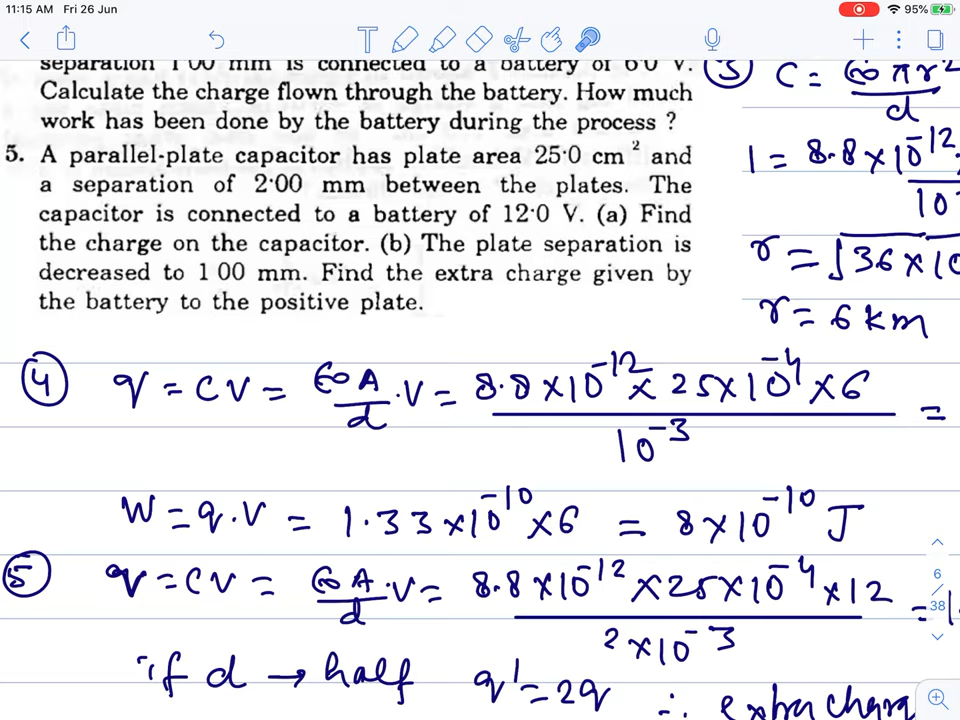 11:15 AM Fri 26 Jun
95%
separation 1·00 mm is connected to a battery of 6·0 V.
Calculate the charge flown through the battery. How much
work has been done by the battery during the process ?
5. A parallel-plate capacitor has plate area 25·0 cm² and
a separation of 2·00 mm between the plates. The
capacitor is connected to a battery of 12·0 V. (a) Find
the charge on the capacitor. (b) The plate separation is
decreased to 1·00 mm. Find the extra charge given by
the battery to the positive plate.
③ C = ε₀πr²/d
1 = 8.8×10⁻¹²
10
r = √36×10
r = 6 km
④ q = CV = ε₀A/d .V = 8.8×10⁻¹² × 25×10⁻⁴ × 6 / 10⁻³ =
W = q.V = 1.33×10⁻¹⁰ × 6 = 8×10⁻¹⁰ J
⑤ q = CV = ε₀A/d .V = 8.8×10⁻¹² × 25×10⁻⁴ × 12 / 2×10⁻³ = 1.
if d → half q' = 2q ∴ extra charg
6
38